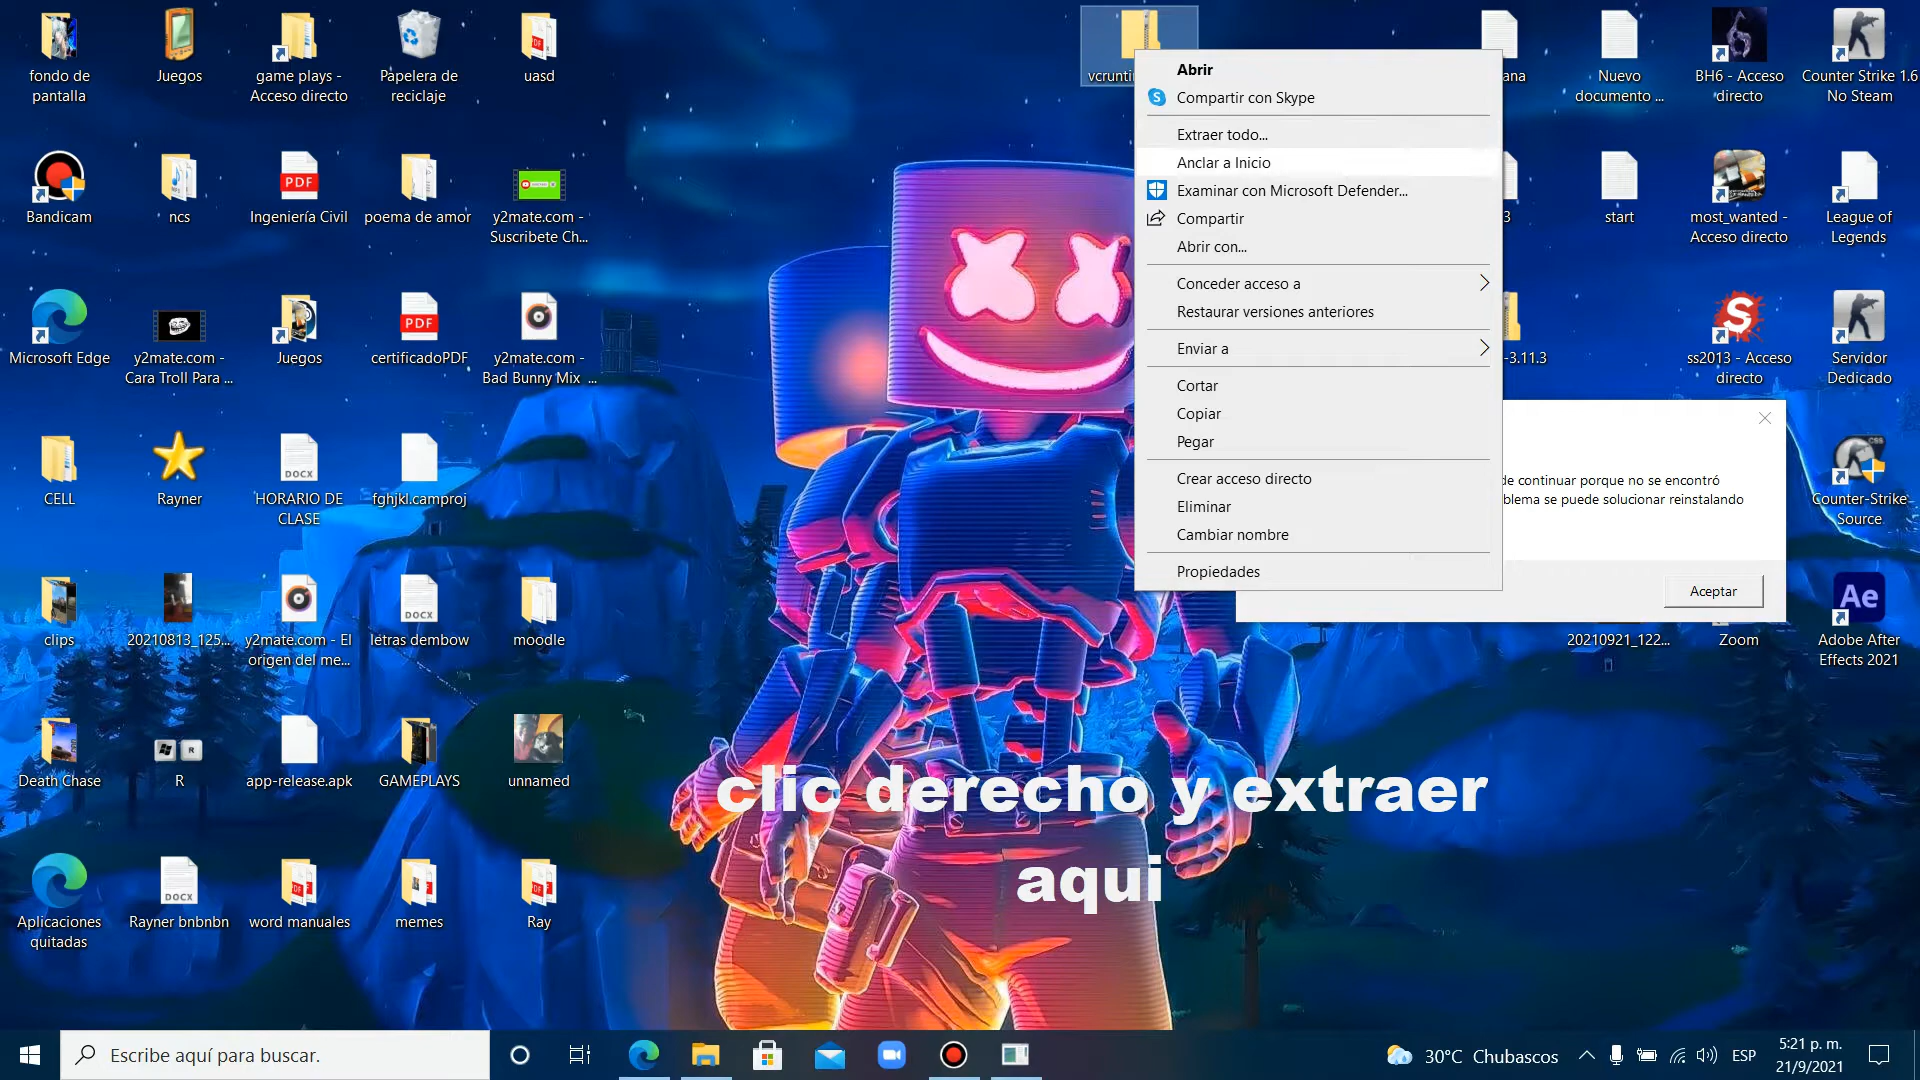 fondo de
pantalla
Juegos
game plays -
Acceso directo
Papelera de
reciclaje
uasd
Nuevo
documento ...
BH6 - Acceso
directo
Counter Strike 1.6
No Steam
Bandicam
ncs
PDF
Ingeniería Civil
poema de amor
y2mate.com -
Suscribete Ch...
3
start
most_wanted -
Acceso directo
League of
Legends
Microsoft Edge
y2mate.com -
Cara Troll Para ...
Juegos
PDF
certificadoPDF
y2mate.com -
Bad Bunny Mix ...
-3.11.3
ss2013 - Acceso
directo
Servidor
Dedicado
CELL
Rayner
DOCX
HORARIO DE
CLASE
fghjkl.camproj
CSS
Counter-Strike
Source
clips
20210813_125...
y2mate.com - El
origen del me...
DOCX
letras dembow
moodle
20210921_122...
Zoom
Ae
Adobe After
Effects 2021
Death Chase
R
R
app-release.apk
GAMEPLAYS
unnamed
Aplicaciones
quitadas
DOCX
Rayner bnbnbn
word manuales
memes
Ray
Abrir
Compartir con Skype
Extraer todo...
Anclar a Inicio
Examinar con Microsoft Defender...
Compartir
Abrir con...
Conceder acceso a
Restaurar versiones anteriores
Enviar a
Cortar
Copiar
Pegar
Crear acceso directo
Eliminar
Cambiar nombre
Propiedades
continuar porque no se encontró
se puede solucionar reinstalando
Aceptar
clic derecho y extraer
aqui
Escribe aquí para buscar.
30°C Chubascos
ESP
5:21 p. m.
21/9/2021